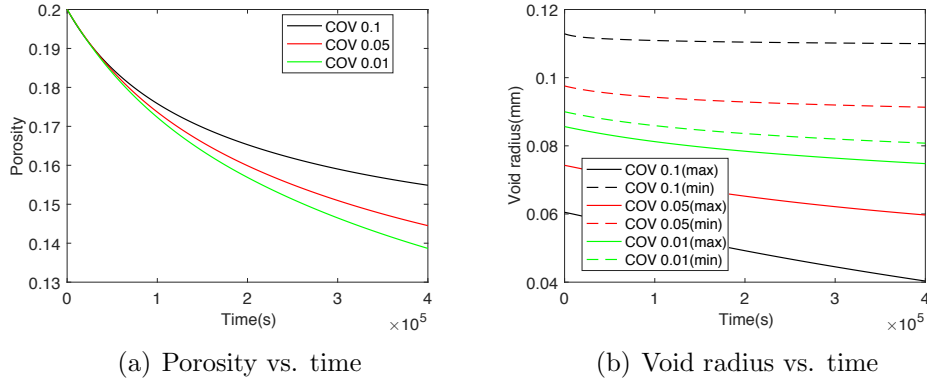 0.2
0.19
0.18
0.17
0.16
0.15
0.14
0.13
Porosity
COV 0.1
COV 0.05
COV 0.01
0 1 2 3 4
Time(s)
×10⁵
(a) Porosity vs. time
0.12
0.1
0.08
0.06
0.04
Void radius(mm)
COV 0.1(max)
COV 0.1(min)
COV 0.05(max)
COV 0.05(min)
COV 0.01(max)
COV 0.01(min)
0 1 2 3 4
Time(s)
×10⁵
(b) Void radius vs. time